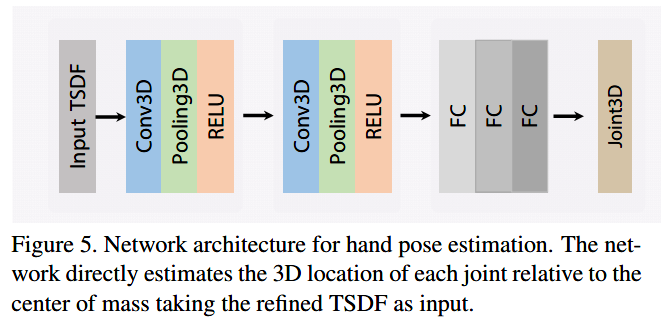 Input TSDF
Conv3D
Pooling3D
RELU
Conv3D
Pooling3D
RELU
FC
FC
FC
Joint3D
Figure 5. Network architecture for hand pose estimation. The net-
work directly estimates the 3D location of each joint relative to the
center of mass taking the refined TSDF as input.